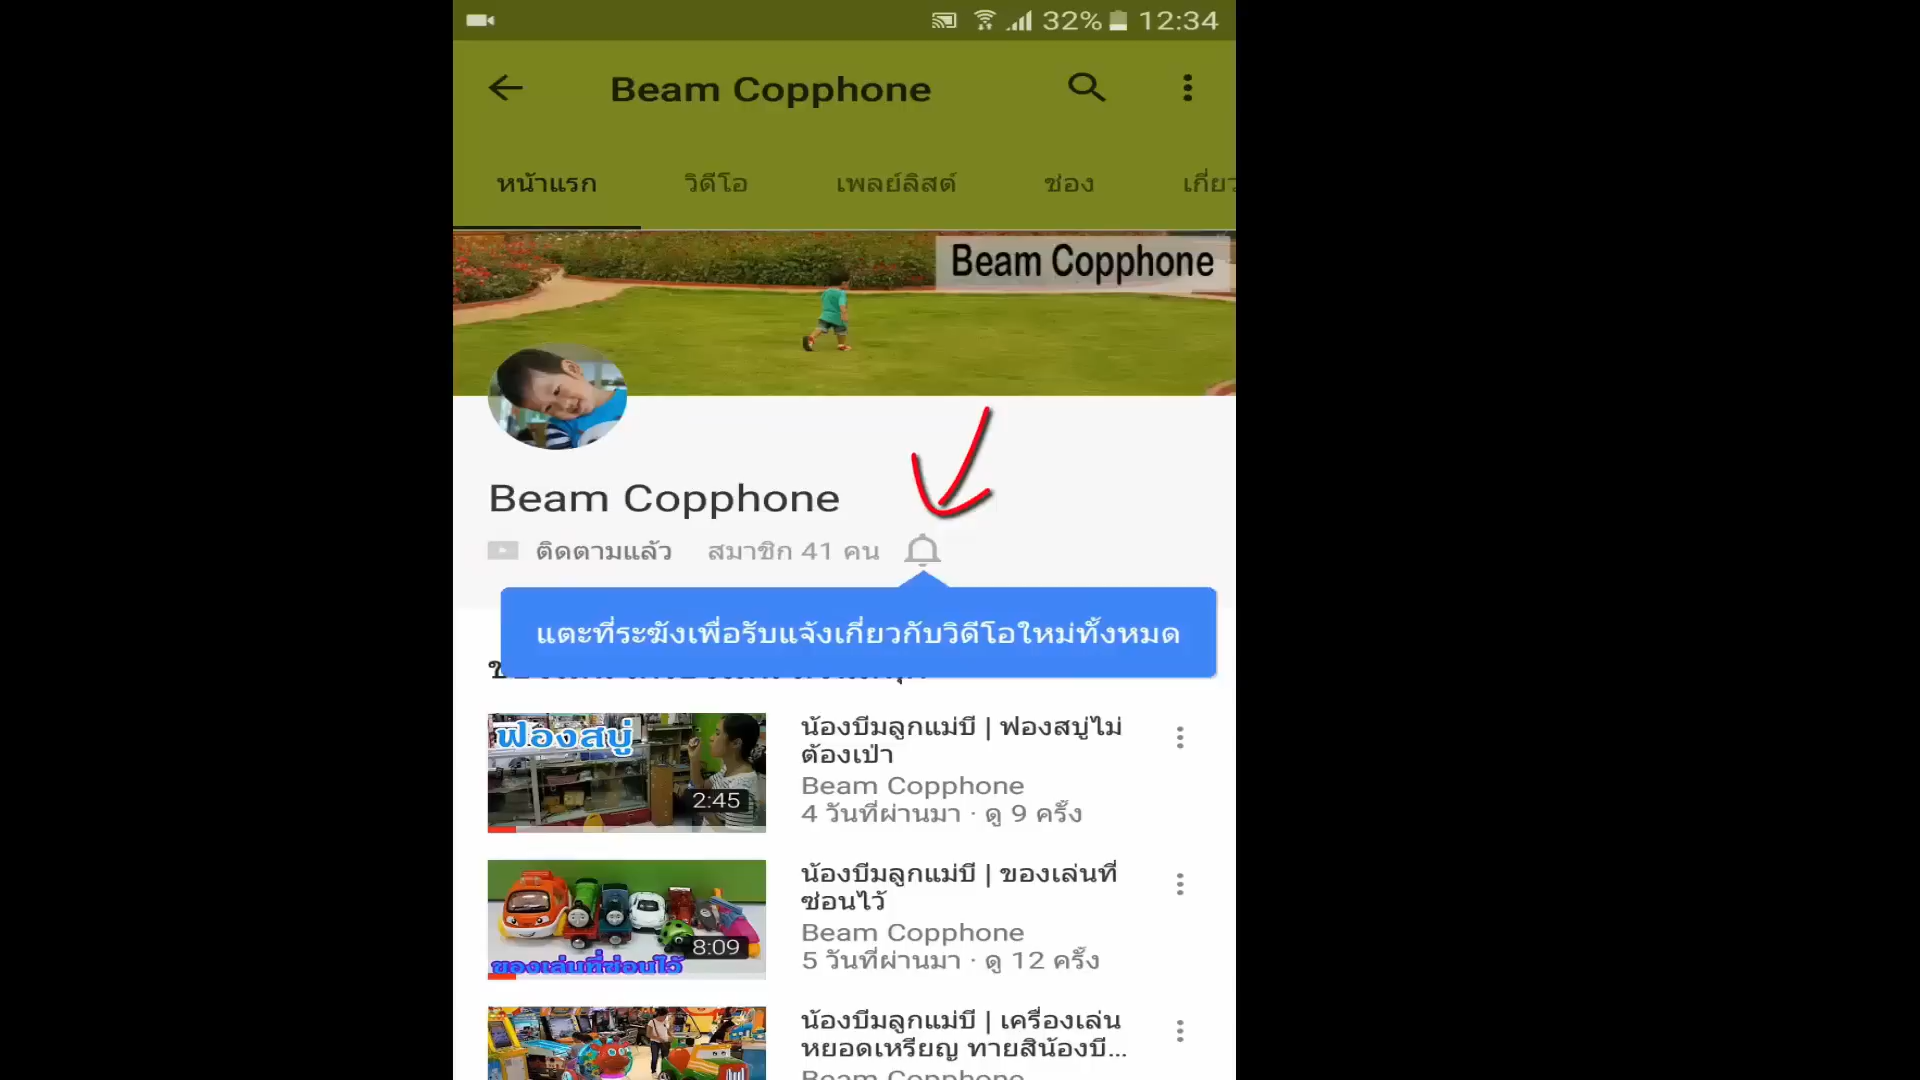 32% 12:34
Beam Copphone
หน้าแรก วิดีโอ เพลย์ลิสต์ ช่อง เกี่ยว
Beam Copphone
Beam Copphone
ติดตามแล้ว สมาชิก 41 คน
แตะที่ระฆังเพื่อรับแจ้งเกี่ยวกับวิดีโอใหม่ทั้งหมด
ฟองสบู่
2:45
น้องบีมลูกแม่บี | ฟองสบู่ไม่
ต้องเป่า
Beam Copphone
4 วันที่ผ่านมา · ดู 9 ครั้ง
8:09
ของเล่นที่ซ่อนไว้
น้องบีมลูกแม่บี | ของเล่นที่
ซ่อนไว้
Beam Copphone
5 วันที่ผ่านมา · ดู 12 ครั้ง
น้องบีมลูกแม่บี | เครื่องเล่น
หยอดเหรียญ ทายสิน้องบี...
Beam Copphone